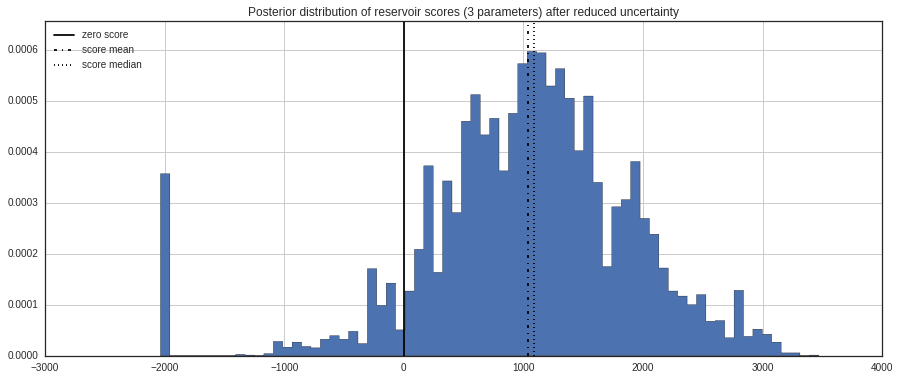 Posterior distribution of reservoir scores (3 parameters) after reduced uncertainty
zero score
score mean
score median
0.0006
0.0005
0.0004
0.0003
0.0002
0.0001
0.0000
−3000 −2000 −1000 0 1000 2000 3000 4000